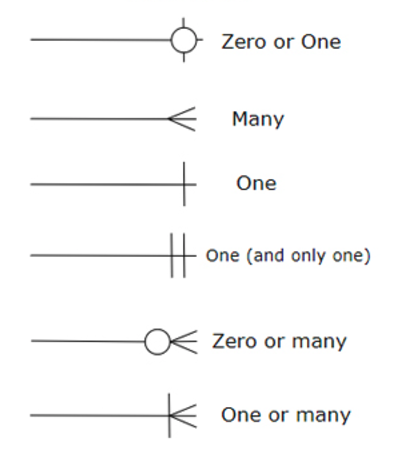 Zero or One
Many
One
One (and only one)
Zero or many
One or many